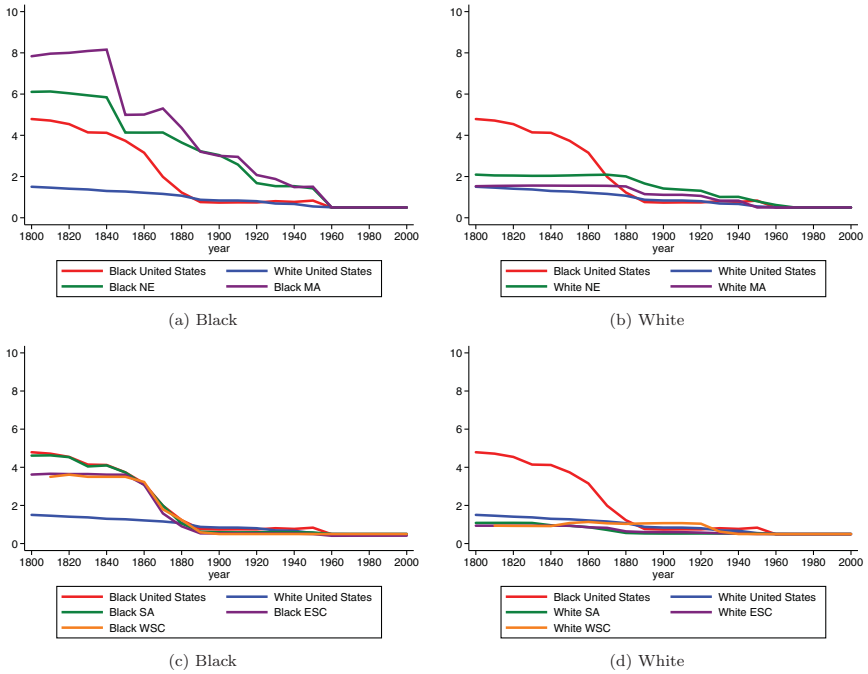 10
8
6
4
2
0
1800 1820 1840 1860 1880 1900 1920 1940 1960 1980 2000
year
Black United States White United States
Black NE Black MA
(a) Black
10
8
6
4
2
0
1800 1820 1840 1860 1880 1900 1920 1940 1960 1980 2000
year
Black United States White United States
White NE White MA
(b) White
10
8
6
4
2
0
1800 1820 1840 1860 1880 1900 1920 1940 1960 1980 2000
year
Black United States White United States
Black SA Black ESC
Black WSC
(c) Black
10
8
6
4
2
0
1800 1820 1840 1860 1880 1900 1920 1940 1960 1980 2000
year
Black United States White United States
White SA White ESC
White WSC
(d) White